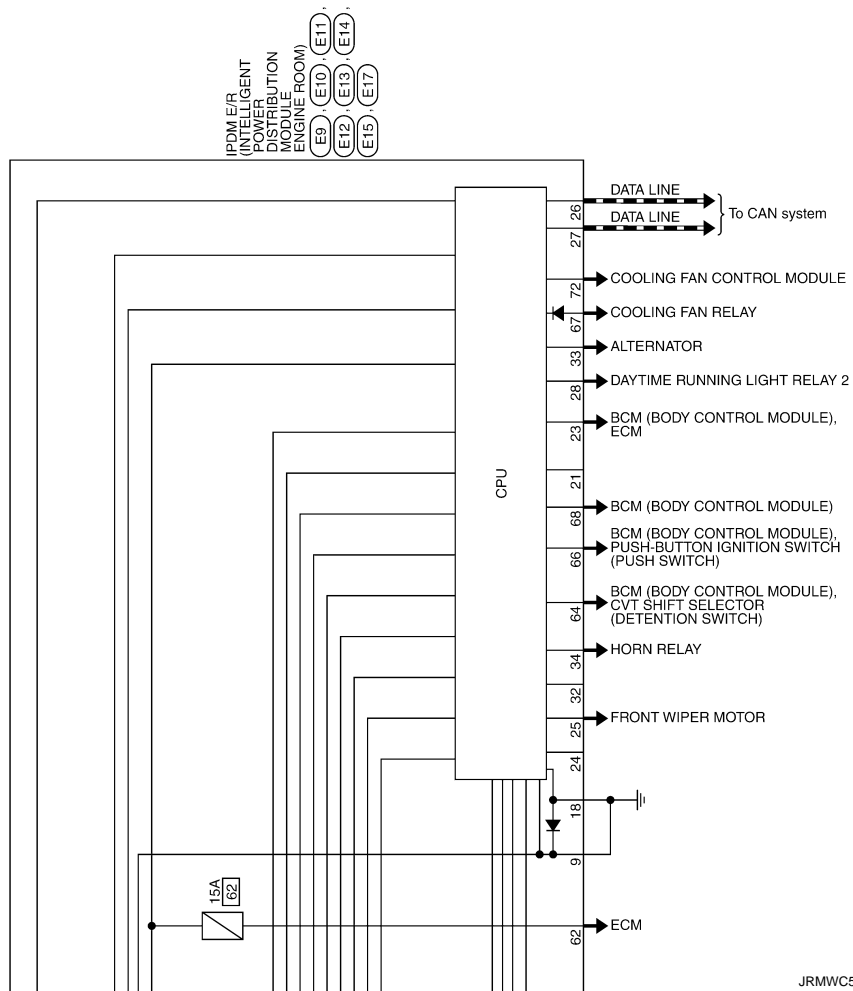 IPDM E/R
(INTELLIGENT
POWER
DISTRIBUTION
MODULE
ENGINE ROOM)
E9 , E10 , E11 ,
E12 , E13 , E14 ,
E15 , E17
CPU
26 DATA LINE
27 DATA LINE
To CAN system
72 COOLING FAN CONTROL MODULE
67 COOLING FAN RELAY
33 ALTERNATOR
28 DAYTIME RUNNING LIGHT RELAY 2
23 BCM (BODY CONTROL MODULE),
ECM
21
68 BCM (BODY CONTROL MODULE)
66 BCM (BODY CONTROL MODULE),
PUSH-BUTTON IGNITION SWITCH
(PUSH SWITCH)
64 BCM (BODY CONTROL MODULE),
CVT SHIFT SELECTOR
(DETENTION SWITCH)
34 HORN RELAY
32
25 FRONT WIPER MOTOR
24
18
9
15A
62
62 ECM
JRMWC5